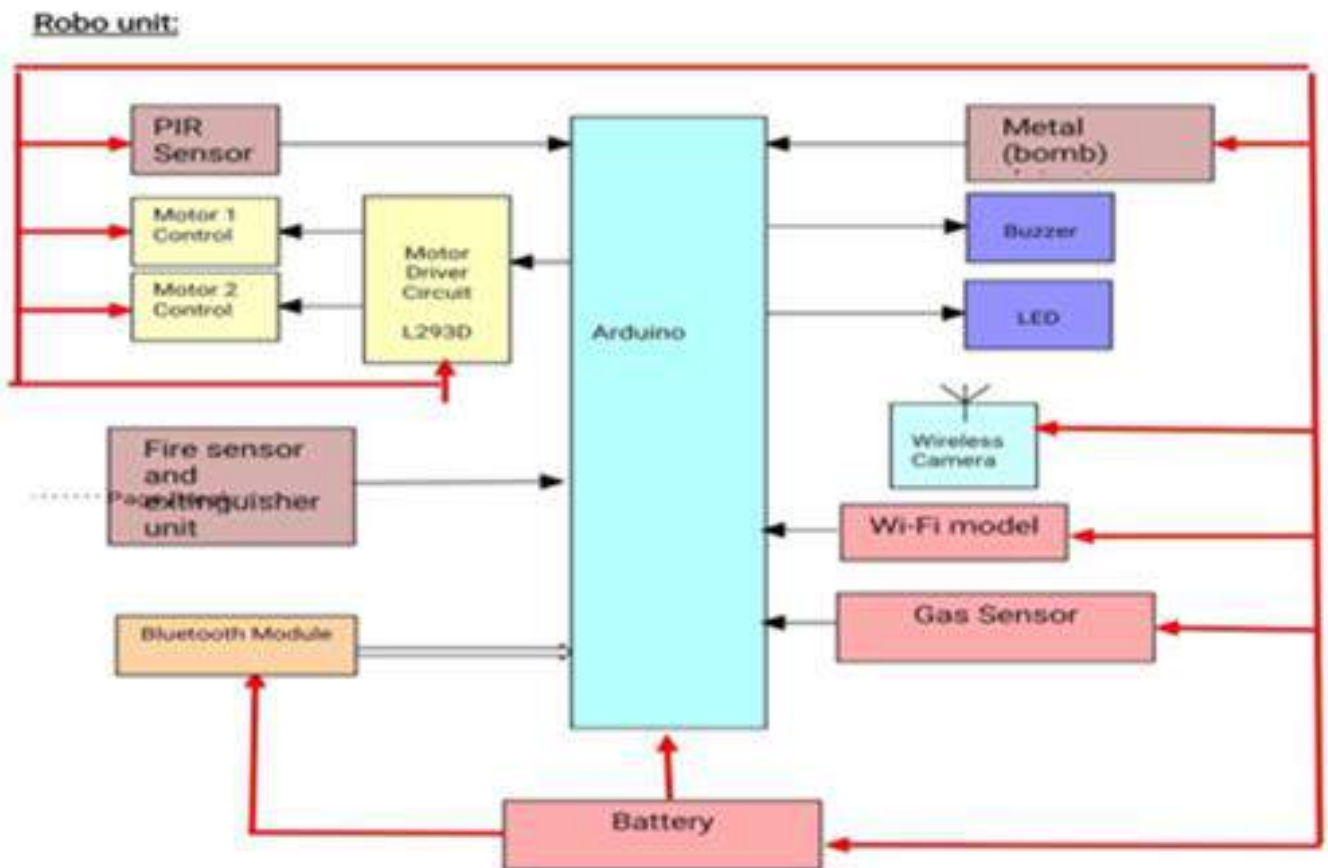 Robo unit:
PIR
Sensor
Metal
(bomb)
Motor 1
Control
Motor 2
Control
Motor
Driver
Circuit
L293D
Arduino
Buzzer
LED
Wireless
Camera
Fire sensor
and
extinguisher
unit
Wi-Fi model
Gas Sensor
Bluetooth Module
Battery